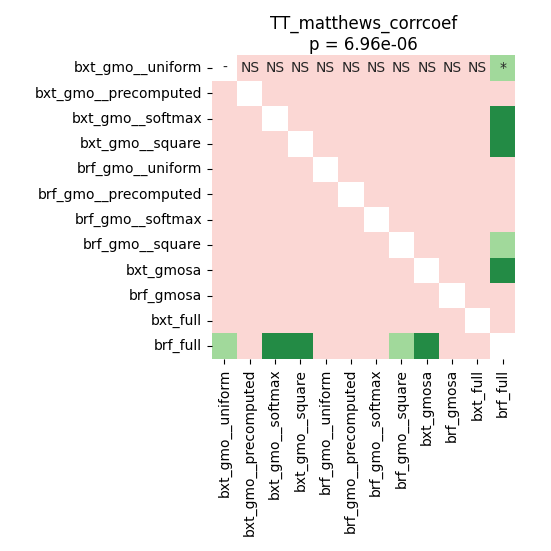 TT_matthews_corrcoef
p = 6.96e-06
bxt_gmo__uniform - NS NS NS NS NS NS NS NS NS NS *
bxt_gmo__precomputed
bxt_gmo__softmax
bxt_gmo__square
brf_gmo__uniform
brf_gmo__precomputed
brf_gmo__softmax
brf_gmo__square
bxt_gmosa
brf_gmosa
bxt_full
brf_full
bxt_gmo__uniform
bxt_gmo__precomputed
bxt_gmo__softmax
bxt_gmo__square
brf_gmo__uniform
brf_gmo__precomputed
brf_gmo__softmax
brf_gmo__square
bxt_gmosa
brf_gmosa
bxt_full
brf_full